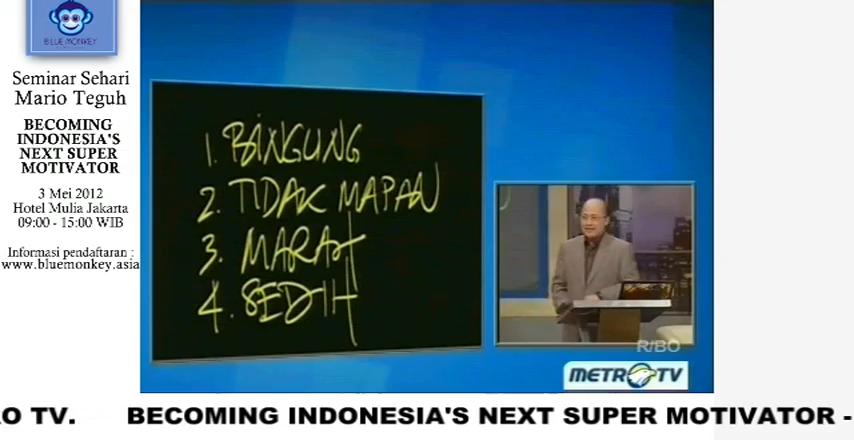 BLUE MONKEY
Seminar Sehari
Mario Teguh
BECOMING
INDONESIA'S
NEXT SUPER
MOTIVATOR
3 Mei 2012
Hotel Mulia Jakarta
09:00 - 15:00 WIB
Informasi pendaftaran :
www.bluemonkey.asia
1. BINGUNG
2. TIDAK MAPAN
3. MARAH
4. SEDIH
R/BO
METRO TV
O TV. BECOMING INDONESIA'S NEXT SUPER MOTIVATOR -